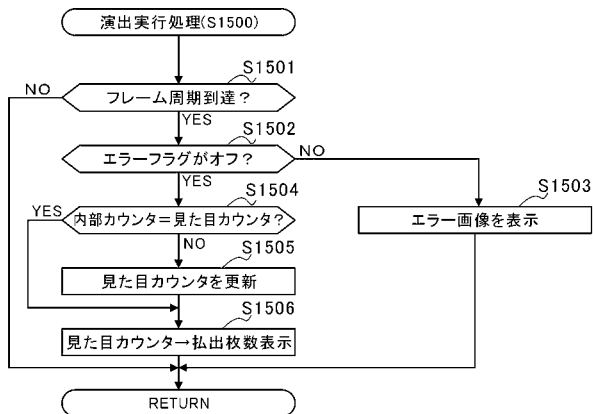 演出実行処理(S1500)
S1501
NO
フレーム周期到達？
YES
S1502
エラーフラグがオフ？
NO
YES
S1504
S1503
YES
内部カウンタ＝見た目カウンタ？
エラー画像を表示
NO
S1505
見た目カウンタを更新
S1506
見た目カウンター→払出枚数表示
RETURN